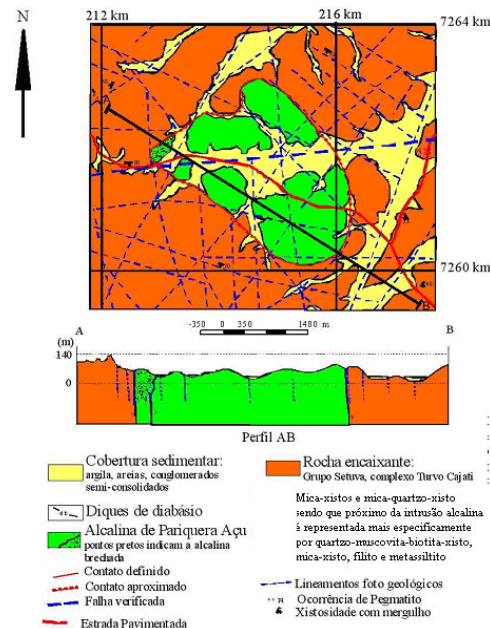 N
212 km
216 km
7264 km
A
7260 km
B
-350 0 350 1400 m
A
B
(m)
140
0
Perfil AB
Cobertura sedimentar:
argila, areias, conglomerados
semi-consolidados
Diques de diabásio
Alcalina de Pariquera Açu
pontos pretos indicam a alcalina
brechada
Contato definido
Contato aproximado
Falha verificada
Estrada Pavimentada
Rocha encaixante:
Grupo Setuva, complexo Turvo Cajati
Mica-xistos e mica-quartzo-xisto
sendo que próximo da intrusão alcalina
é representada mais especificamente
por quartzo-muscovita-biotita-xisto,
mica-xisto, filito e metassiltito
Lineamentos foto geológicos
Ocorrência de Pegmatito
Xistosidade com mergulho